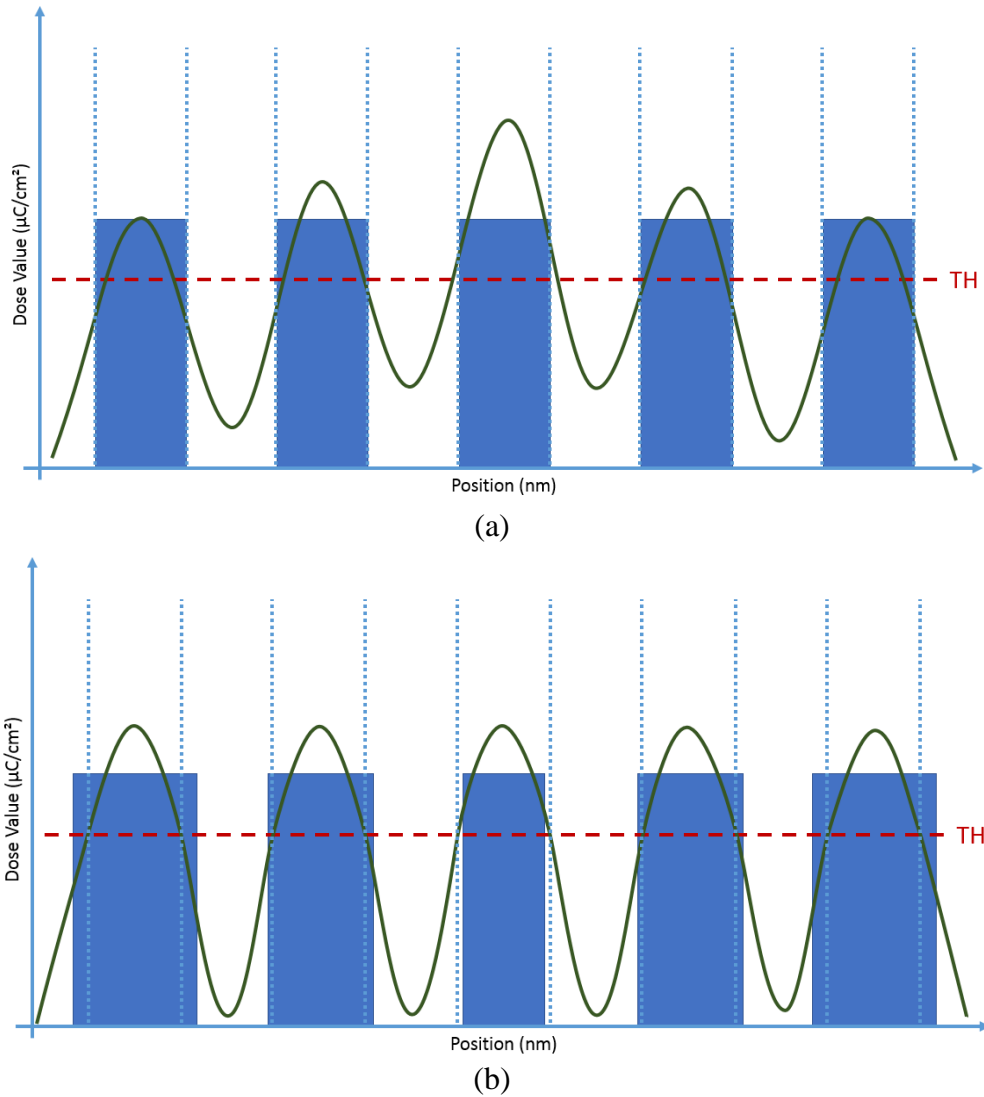 Dose Value (µC/cm²)
TH
Position (nm)
(a)
Dose Value (µC/cm²)
TH
Position (nm)
(b)